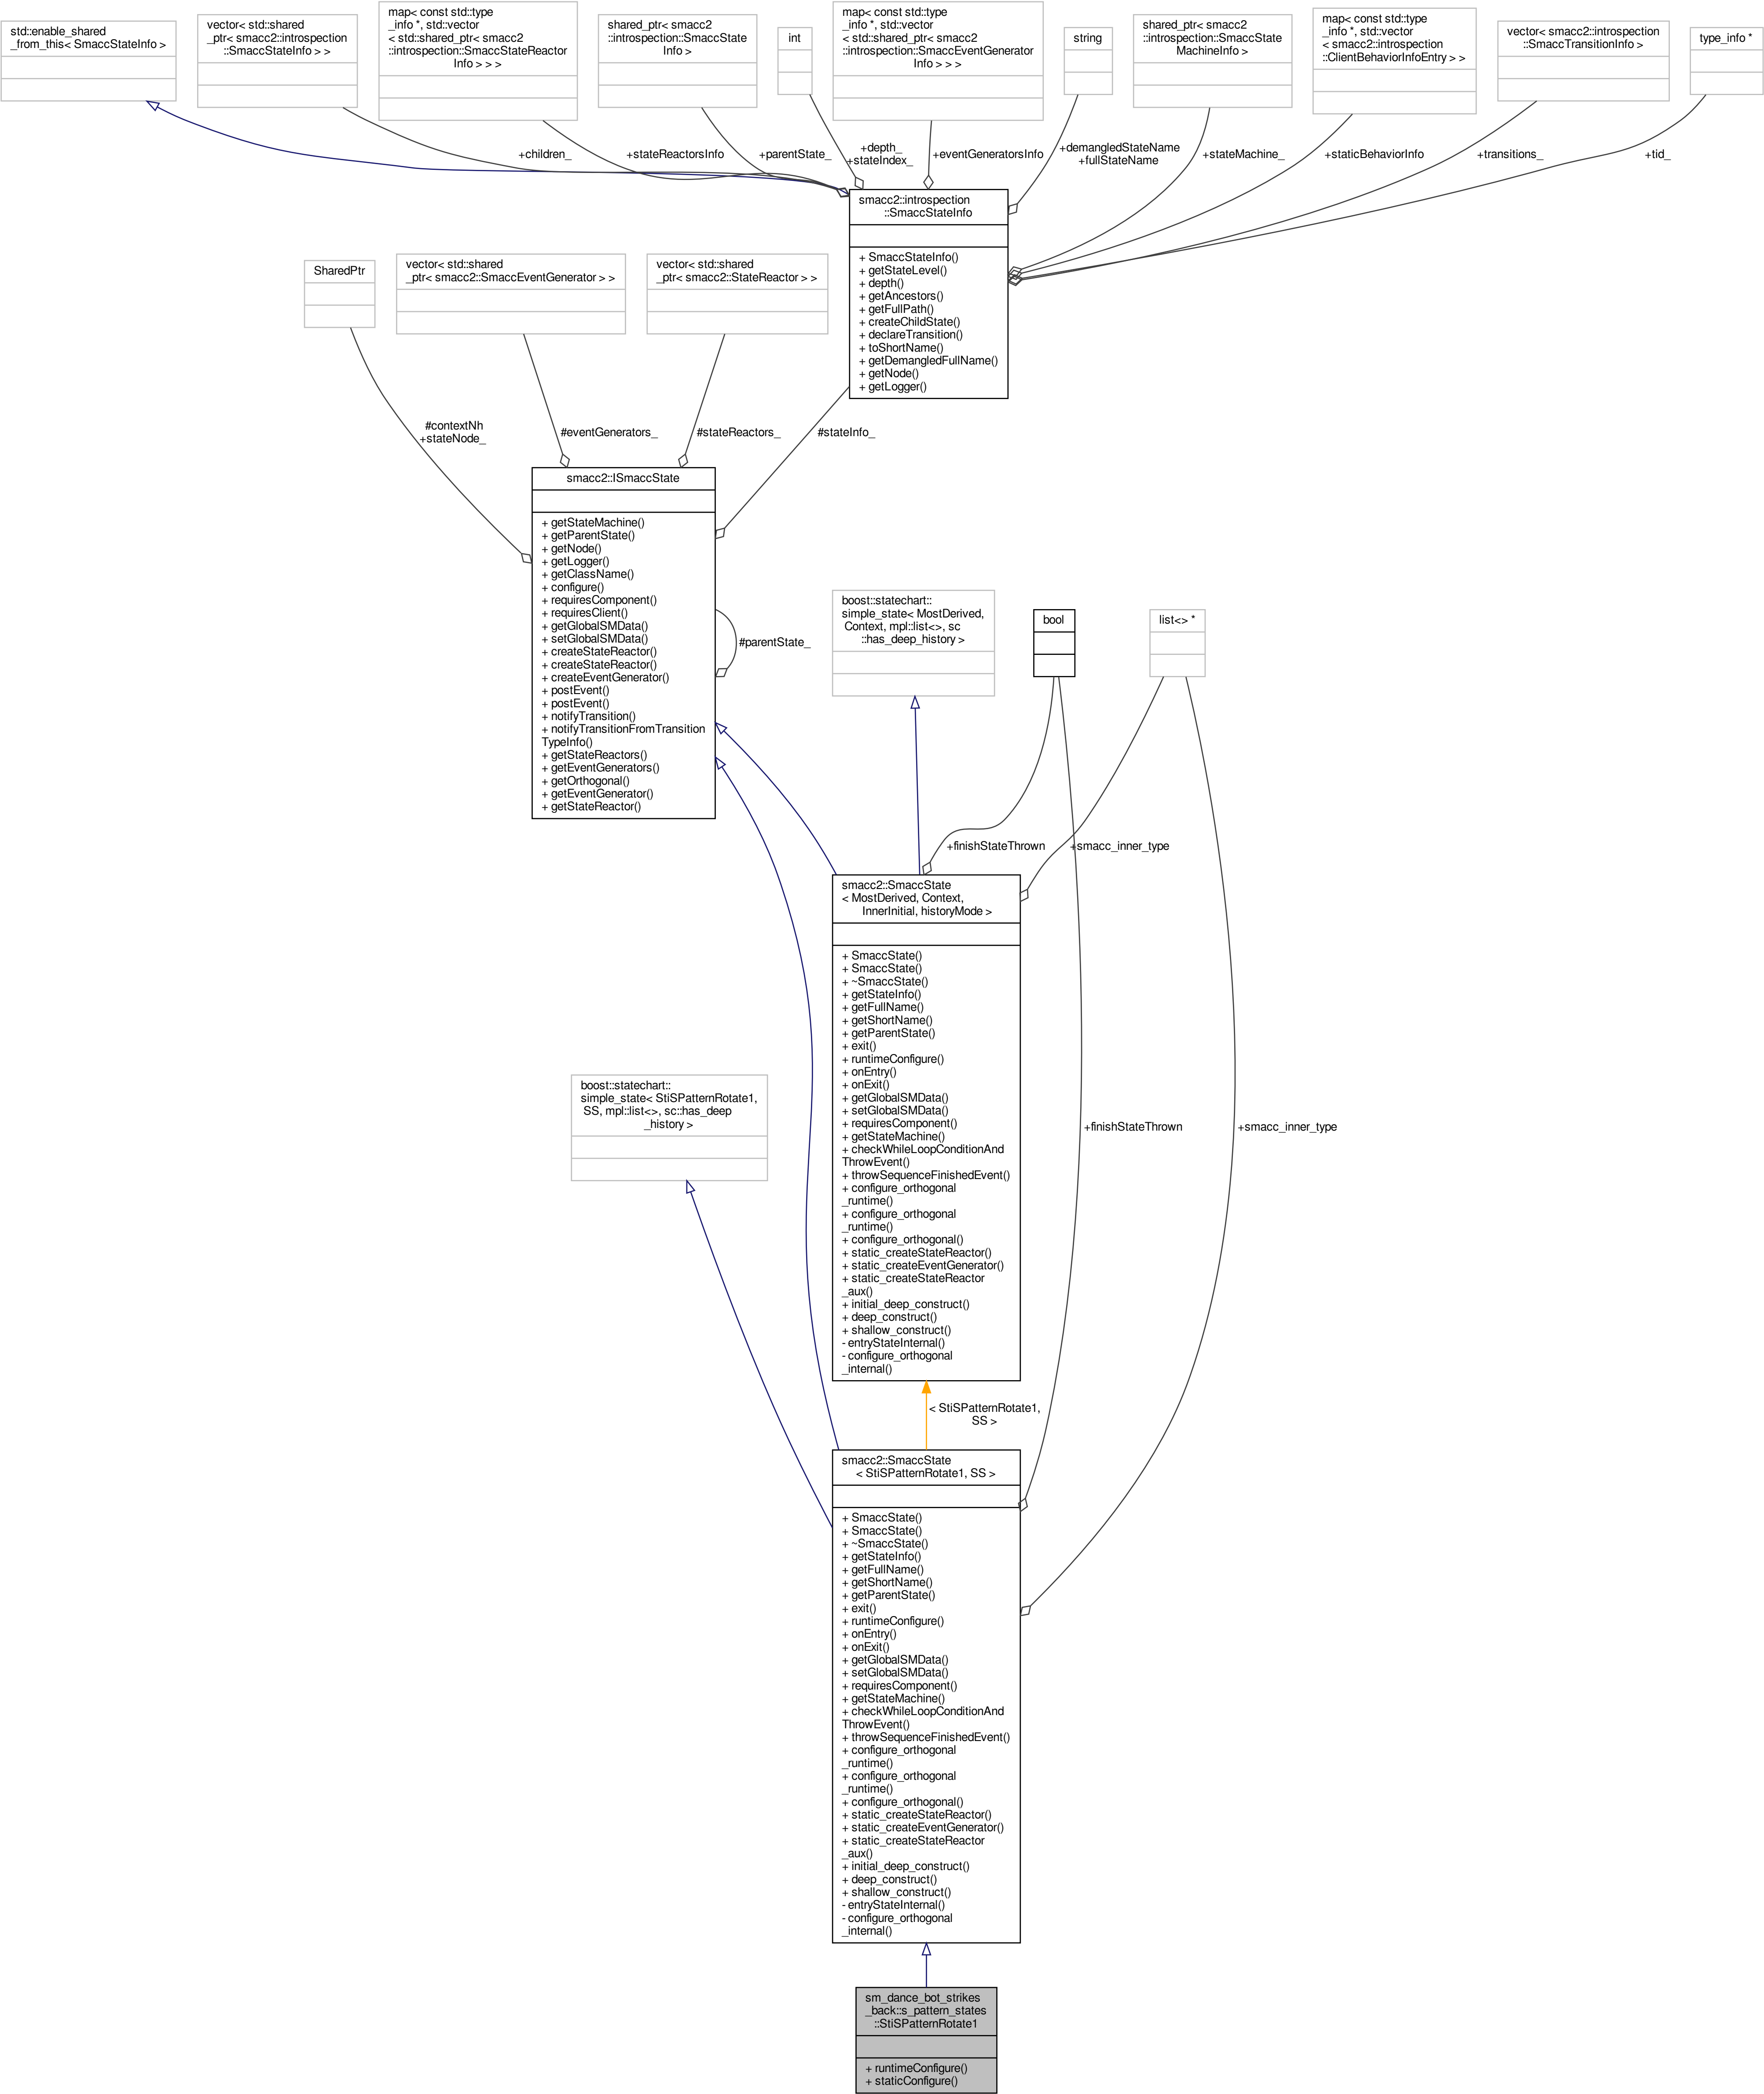 std::enable_shared
_from_this< SmaccStateInfo >
vector< std::shared
_ptr< smacc2::introspection
::SmaccStateInfo > >
map< const std::type
_info *, std::vector
< std::shared_ptr< smacc2
::introspection::SmaccStateReactor
Info > > >
shared_ptr< smacc2
::introspection::SmaccState
Info >
int
map< const std::type
_info *, std::vector
< std::shared_ptr< smacc2
::introspection::SmaccEventGenerator
Info > > >
string
shared_ptr< smacc2
::introspection::SmaccState
MachineInfo >
map< const std::type
_info *, std::vector
< smacc2::introspection
::ClientBehaviorInfoEntry > >
vector< smacc2::introspection
::SmaccTransitionInfo >
type_info *
+children_
+stateReactorsInfo
+parentState_
+depth_
+stateIndex_
+eventGeneratorsInfo
+demangledStateName
+fullStateName
+stateMachine_
+staticBehaviorInfo
+transitions_
+tid_
smacc2::introspection
::SmaccStateInfo
+ SmaccStateInfo()
+ getStateLevel()
+ depth()
+ getAncestors()
+ getFullPath()
+ createChildState()
+ declareTransition()
+ toShortName()
+ getDemangledFullName()
+ getNode()
+ getLogger()
SharedPtr
vector< std::shared
_ptr< smacc2::SmaccEventGenerator > >
vector< std::shared
_ptr< smacc2::StateReactor > >
#contextNh
+stateNode_
#eventGenerators_
#stateReactors_
#stateInfo_
smacc2::ISmaccState
+ getStateMachine()
+ getParentState()
+ getNode()
+ getLogger()
+ getClassName()
+ configure()
+ requiresComponent()
+ requiresClient()
+ getGlobalSMData()
+ setGlobalSMData()
+ createStateReactor()
+ createStateReactor()
+ createEventGenerator()
+ postEvent()
+ postEvent()
+ notifyTransition()
+ notifyTransitionFromTransition
TypeInfo()
+ getStateReactors()
+ getEventGenerators()
+ getOrthogonal()
+ getEventGenerator()
+ getStateReactor()
#parentState_
boost::statechart::
simple_state< MostDerived,
Context, mpl::list<>, sc
::has_deep_history >
bool
list<> *
+finishStateThrown
+smacc_inner_type
smacc2::SmaccState
< MostDerived, Context,
InnerInitial, historyMode >
+ SmaccState()
+ SmaccState()
+ ~SmaccState()
+ getStateInfo()
+ getFullName()
+ getShortName()
+ getParentState()
+ exit()
+ runtimeConfigure()
+ onEntry()
+ onExit()
+ getGlobalSMData()
+ setGlobalSMData()
+ requiresComponent()
+ getStateMachine()
+ checkWhileLoopConditionAnd
ThrowEvent()
+ throwSequenceFinishedEvent()
+ configure_orthogonal
_runtime()
+ configure_orthogonal
_runtime()
+ configure_orthogonal()
+ static_createStateReactor()
+ static_createEventGenerator()
+ static_createStateReactor
_aux()
+ initial_deep_construct()
+ deep_construct()
+ shallow_construct()
- entryStateInternal()
- configure_orthogonal
_internal()
boost::statechart::
simple_state< StiSPatternRotate1,
SS, mpl::list<>, sc::has_deep
_history >
+finishStateThrown
+smacc_inner_type
< StiSPatternRotate1,
SS >
smacc2::SmaccState
< StiSPatternRotate1, SS >
+ SmaccState()
+ SmaccState()
+ ~SmaccState()
+ getStateInfo()
+ getFullName()
+ getShortName()
+ getParentState()
+ exit()
+ runtimeConfigure()
+ onEntry()
+ onExit()
+ getGlobalSMData()
+ setGlobalSMData()
+ requiresComponent()
+ getStateMachine()
+ checkWhileLoopConditionAnd
ThrowEvent()
+ throwSequenceFinishedEvent()
+ configure_orthogonal
_runtime()
+ configure_orthogonal
_runtime()
+ configure_orthogonal()
+ static_createStateReactor()
+ static_createEventGenerator()
+ static_createStateReactor
_aux()
+ initial_deep_construct()
+ deep_construct()
+ shallow_construct()
- entryStateInternal()
- configure_orthogonal
_internal()
sm_dance_bot_strikes
_back::s_pattern_states
::StiSPatternRotate1
+ runtimeConfigure()
+ staticConfigure()